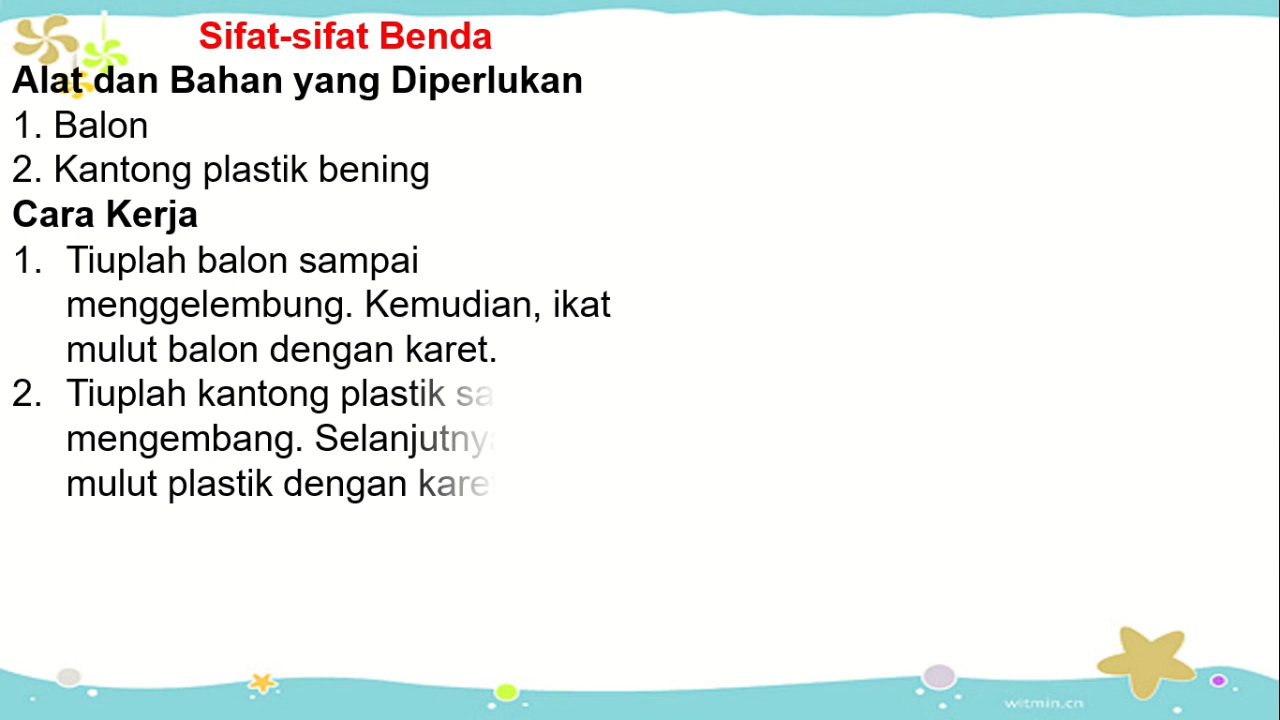 Sifat-sifat Benda
Alat dan Bahan yang Diperlukan
1. Balon
2. Kantong plastik bening
Cara Kerja
1. Tiuplah balon sampai
menggelembung. Kemudian, ikat
mulut balon dengan karet.
2. Tiuplah kantong plastik sa
mengembang. Selanjutnya
mulut plastik dengan kare
witmin.cn